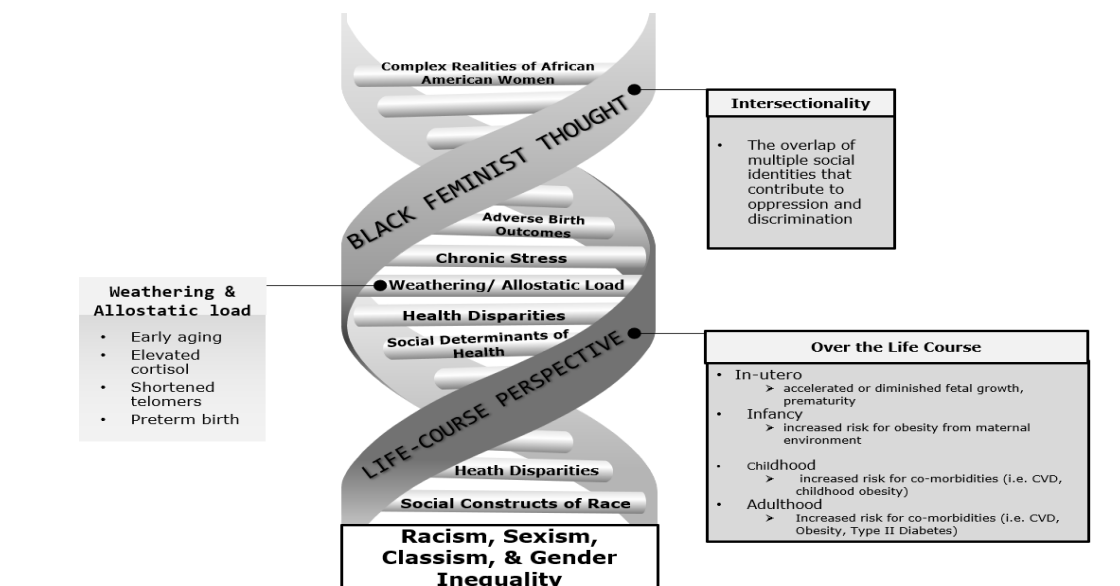 Complex Realities of African
American Women
BLACK FEMINIST THOUGHT
Intersectionality
• The overlap of
multiple social
identities that
contribute to
oppression and
discrimination
Adverse Birth
Outcomes
Chronic Stress
Weathering/ Allostatic Load
Health Disparities
Social Determinants of
Health
Weathering &
Allostatic load
• Early aging
• Elevated
cortisol
• Shortened
telomers
• Preterm birth
LIFE-COURSE PERSPECTIVE
Over the Life Course
• In-utero
➢ accelerated or diminished fetal growth,
prematurity
• Infancy
➢ increased risk for obesity from maternal
environment
• Childhood
➢ increased risk for co-morbidities (i.e. CVD,
childhood obesity)
• Adulthood
➢ Increased risk for co-morbidities (i.e. CVD,
Obesity, Type II Diabetes)
Heath Disparities
Social Constructs of Race
Racism, Sexism,
Classism, & Gender
Inequality